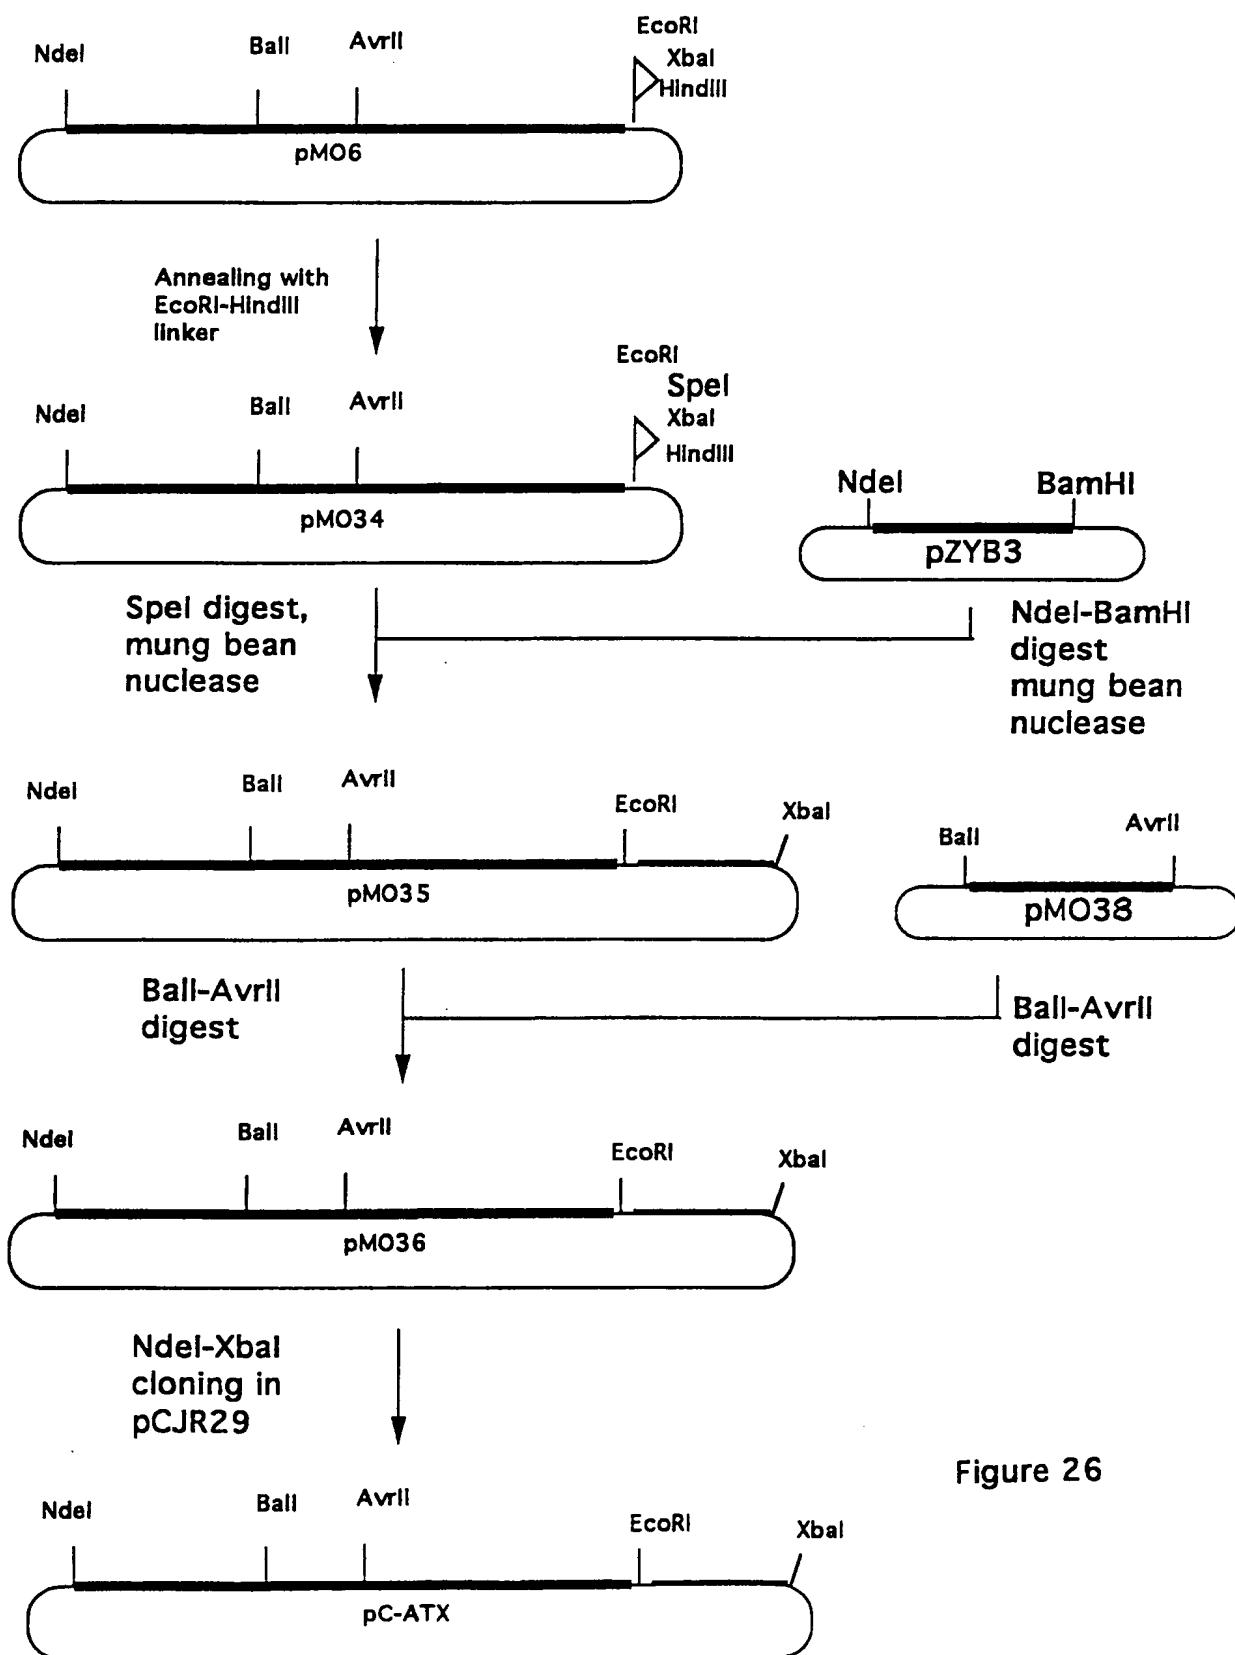 EcoRI
NdeI
BalI
AvrII
XbaI
HindIII
pMO6
Annealing with
EcoRI-HindIII
linker
EcoRI
SpeI
NdeI
BalI
AvrII
XbaI
HindIII
pMO34
NdeI
BamHI
pZYB3
SpeI digest,
mung bean
nuclease
NdeI-BamHI
digest
mung bean
nuclease
NdeI
BalI
AvrII
EcoRI
XbaI
pMO35
BalI
AvrII
pMO38
BalI-AvrII
digest
BalI-AvrII
digest
NdeI
BalI
AvrII
EcoRI
XbaI
pMO36
NdeI-XbaI
cloning in
pCJR29
Figure 26
NdeI
BalI
AvrII
EcoRI
XbaI
pC-ATX